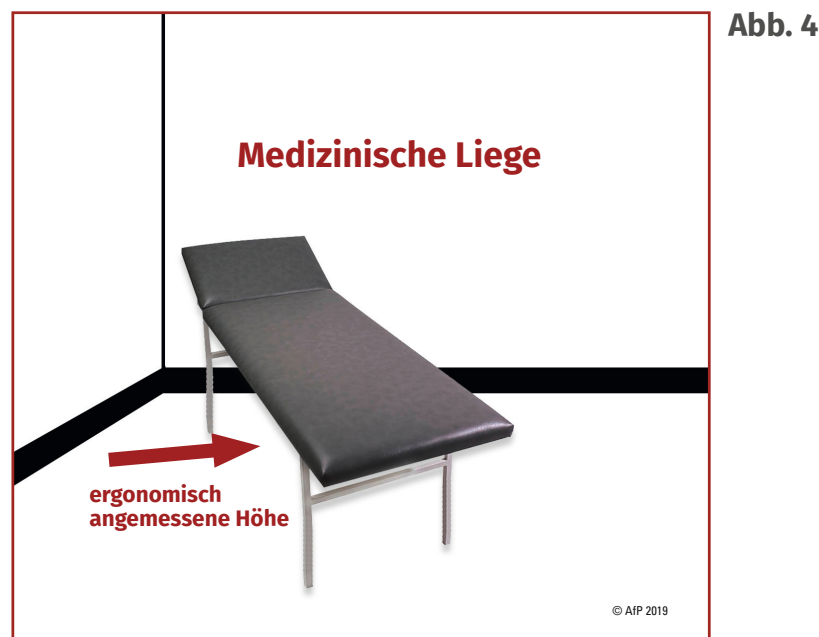 Abb. 4
Medizinische Liege
ergonomisch
angemessene Höhe
© AfP 2019